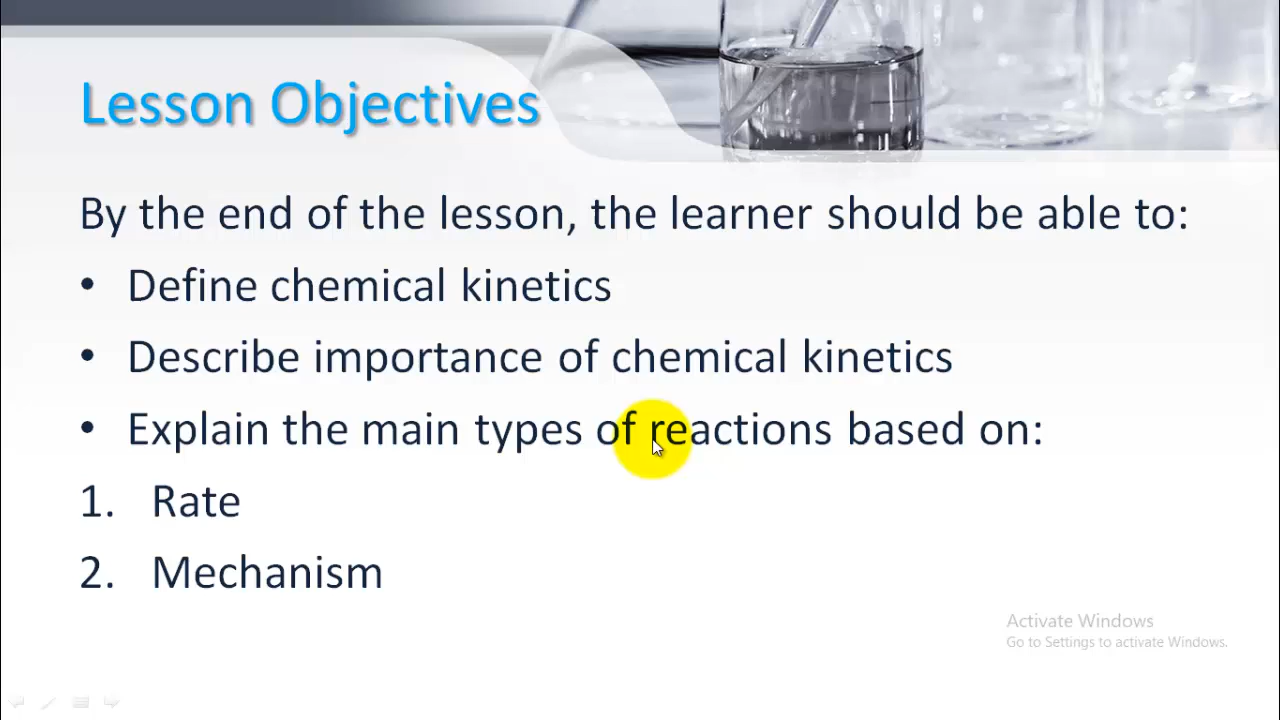 Lesson Objectives
By the end of the lesson, the learner should be able to:
• Define chemical kinetics
• Describe importance of chemical kinetics
• Explain the main types of reactions based on:
1. Rate
2. Mechanism
Activate Windows
Go to Settings to activate Windows.